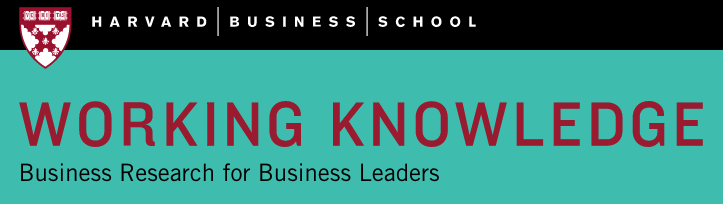 HARVARD | BUSINESS | SCHOOL
WORKING KNOWLEDGE
Business Research for Business Leaders